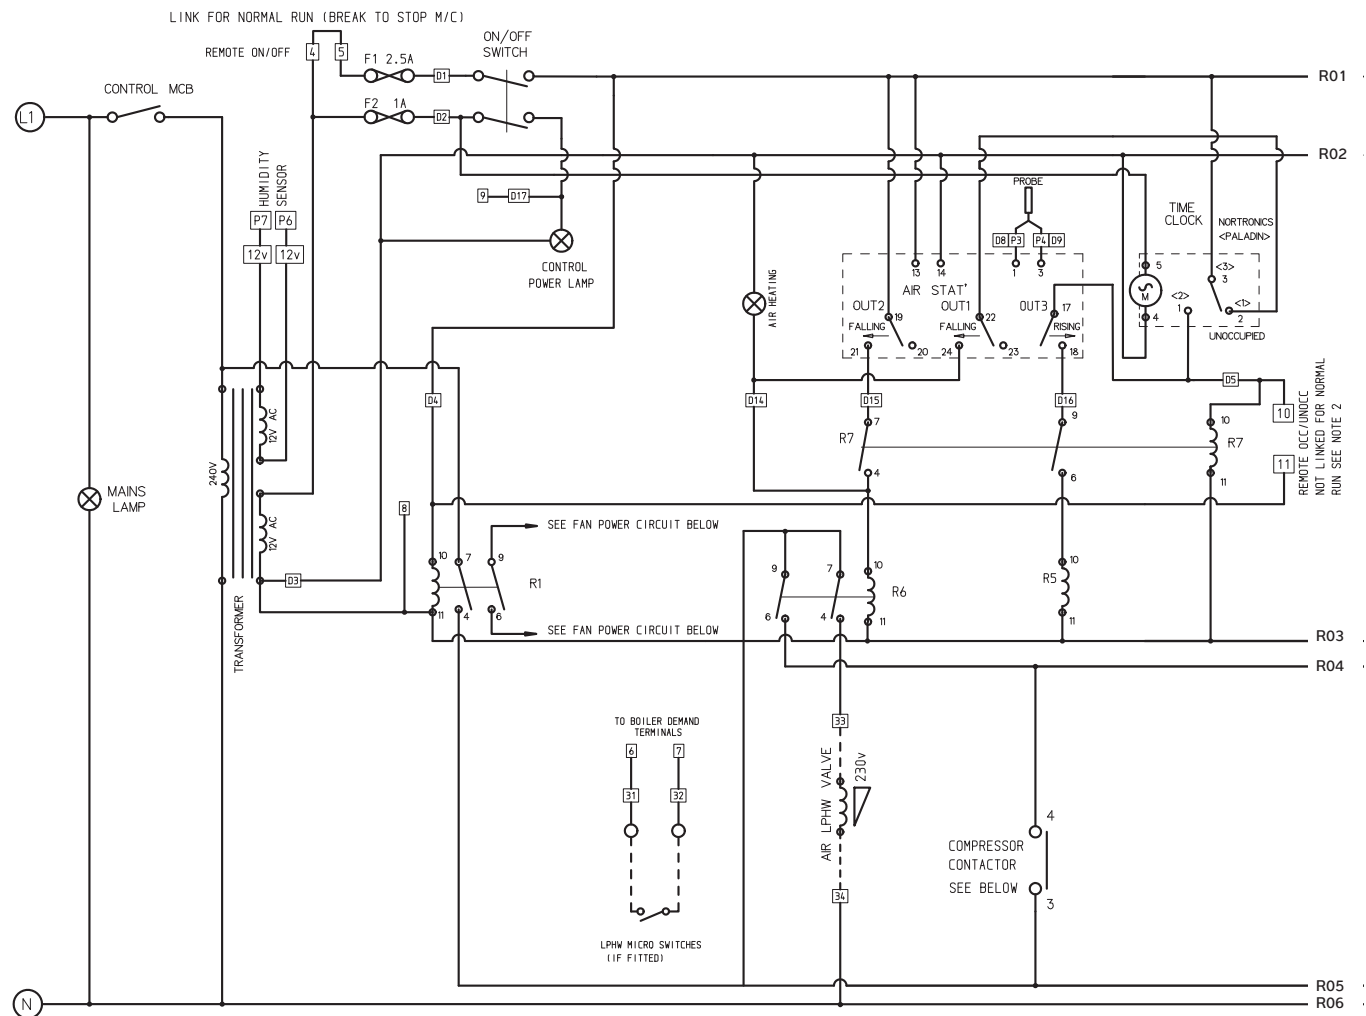 LINK FOR NORMAL RUN (BREAK TO STOP M/C)
REMOTE ON/OFF
4
5
F1 2.5A
D1
ON/OFF
SWITCH
R01
CONTROL MCB
L1
F2 1A
D2
R02
HUMIDITY
SENSOR
P7
P6
12v
12v
9
D17
CONTROL
POWER LAMP
PROBE
D8
P3
P4
D9
TIME
CLOCK
NORTRONICS
<PALADIN>
13
14
1
3
AIR STAT'
5
M
4
<3>
3
<2>
1
<1>
2
UNOCCUPIED
AIR HEATING
OUT2
19
OUT1
22
OUT3
17
FALLING
FALLING
RISING
21
20
24
23
18
D5
D4
D14
D15
D16
10
11
REMOTE OCC/UNOCC
NOT LINKED FOR NORMAL
RUN SEE NOTE 2
R7
7
4
9
6
10
R7
11
240V
12V AC
12V AC
TRANSFORMER
MAINS
LAMP
8
D3
SEE FAN POWER CIRCUIT BELOW
10
7
9
R1
11
4
6
SEE FAN POWER CIRCUIT BELOW
9
7
10
R6
6
4
11
10
R5
11
R03
R04
TO BOILER DEMAND
TERMINALS
6
7
31
32
LPHW MICRO SWITCHES
(IF FITTED)
33
AIR LPHW VALVE
230v
34
4
COMPRESSOR
CONTACTOR
SEE BELOW
3
R05
N
R06